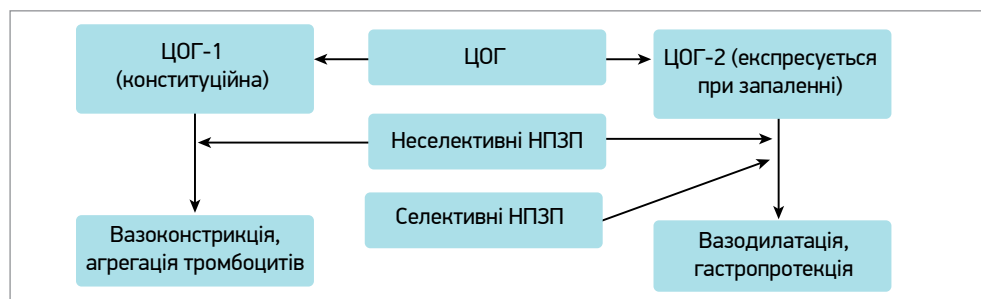 ЦОГ-1
(конституційна)
ЦОГ
ЦОГ-2 (експресується
при запаленні)
Неселективні НПЗП
Селективні НПЗП
Вазоконстрикція,
агрегація тромбоцитів
Вазодилатація,
гастропротекція